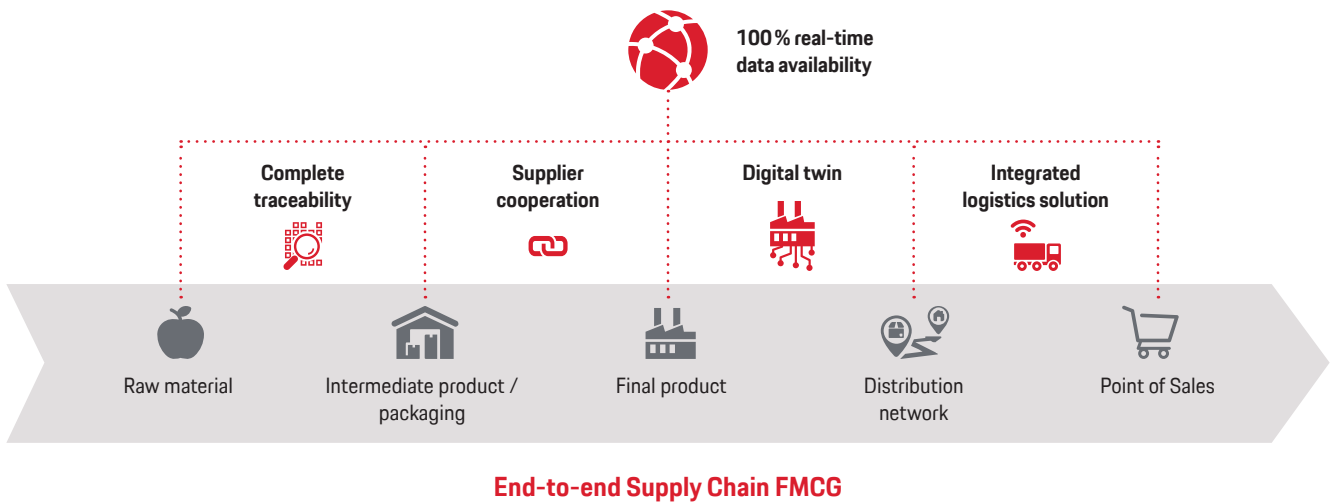 100 % real-time
data availability
Complete
traceability
Supplier
cooperation
Digital twin
Integrated
logistics solution
Raw material
Intermediate product /
packaging
Final product
Distribution
network
Point of Sales
End-to-end Supply Chain FMCG